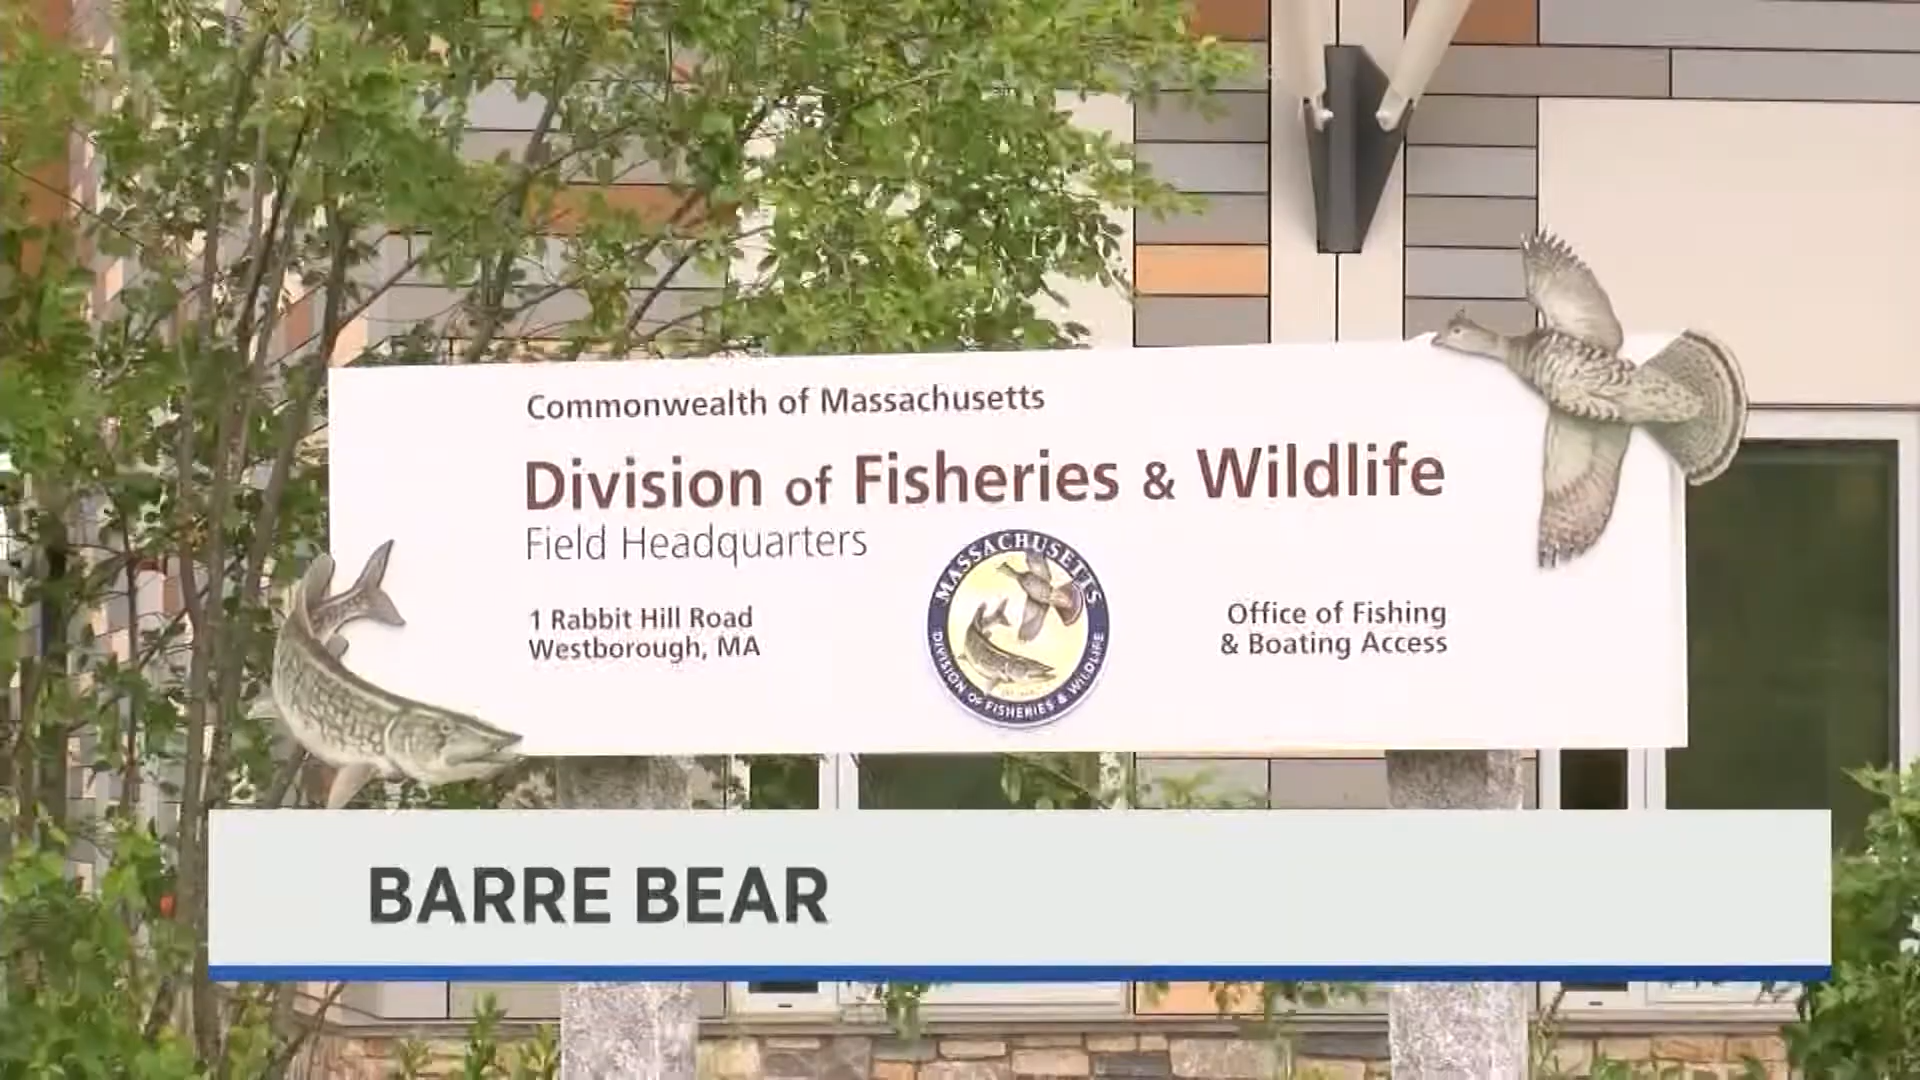 Commonwealth of Massachusetts
Division of Fisheries & Wildlife
Field Headquarters
1 Rabbit Hill Road
Westborough, MA
MASSACHUSETTS
DIVISION OF FISHERIES & WILDLIFE
Office of Fishing
& Boating Access
BARRE BEAR